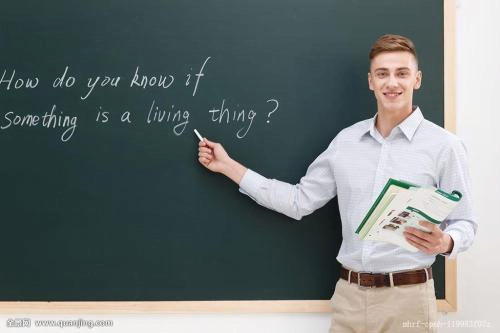 How do you know if
something is a living thing?
全景网 www.quanjing.com